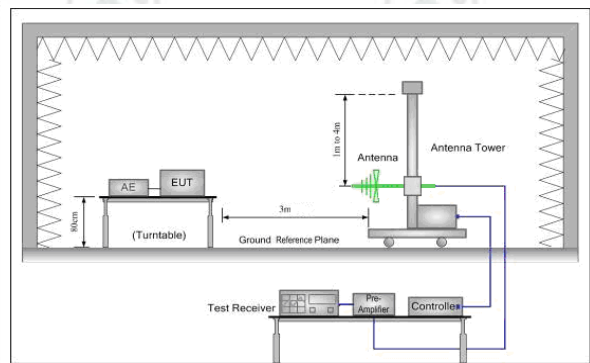 1m to 4m
Antenna
Antenna Tower
AE
EUT
3m
80cm
(Turntable)
Ground Reference Plane
Test Receiver
Pre-
Amplifier
Controller